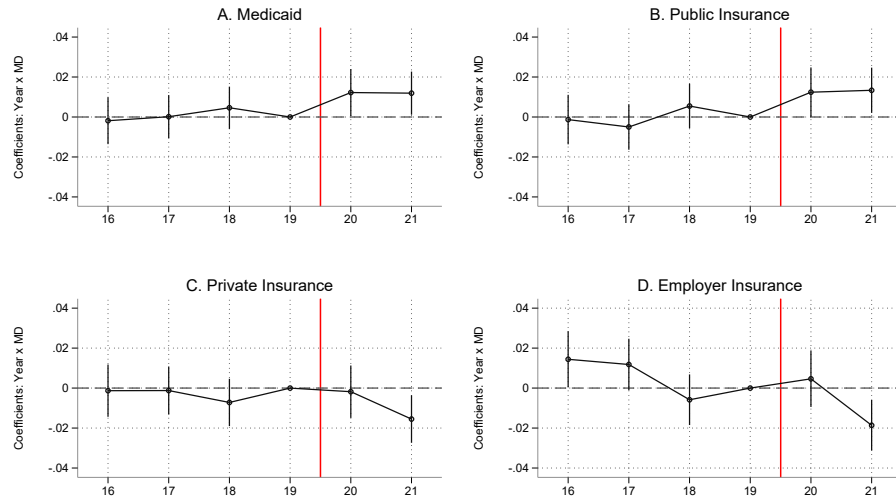 A. Medicaid
Coefficients: Year x MD
.04
.02
0
-.02
-.04
16 17 18 19 20 21
B. Public Insurance
Coefficients: Year x MD
.04
.02
0
-.02
-.04
16 17 18 19 20 21
C. Private Insurance
Coefficients: Year x MD
.04
.02
0
-.02
-.04
16 17 18 19 20 21
D. Employer Insurance
Coefficients: Year x MD
.04
.02
0
-.02
-.04
16 17 18 19 20 21